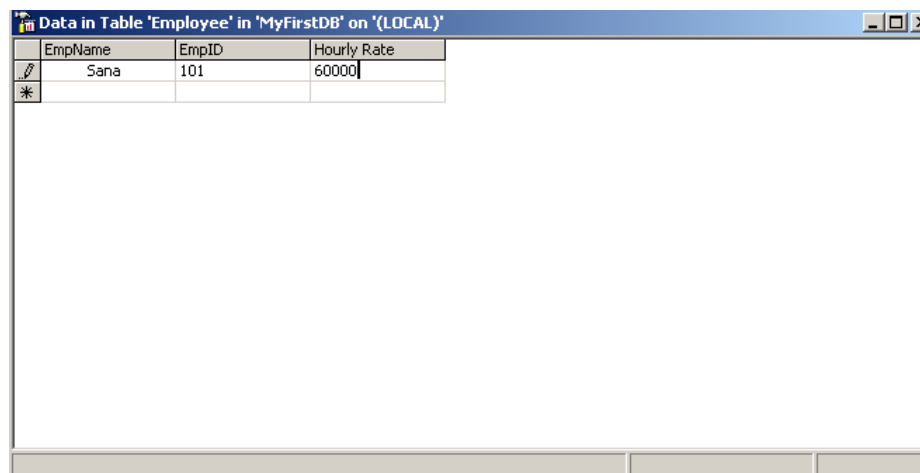 Data in Table 'Employee' in 'MyFirstDB' on '(LOCAL)'
EmpName EmpID Hourly Rate
Sana 101 60000